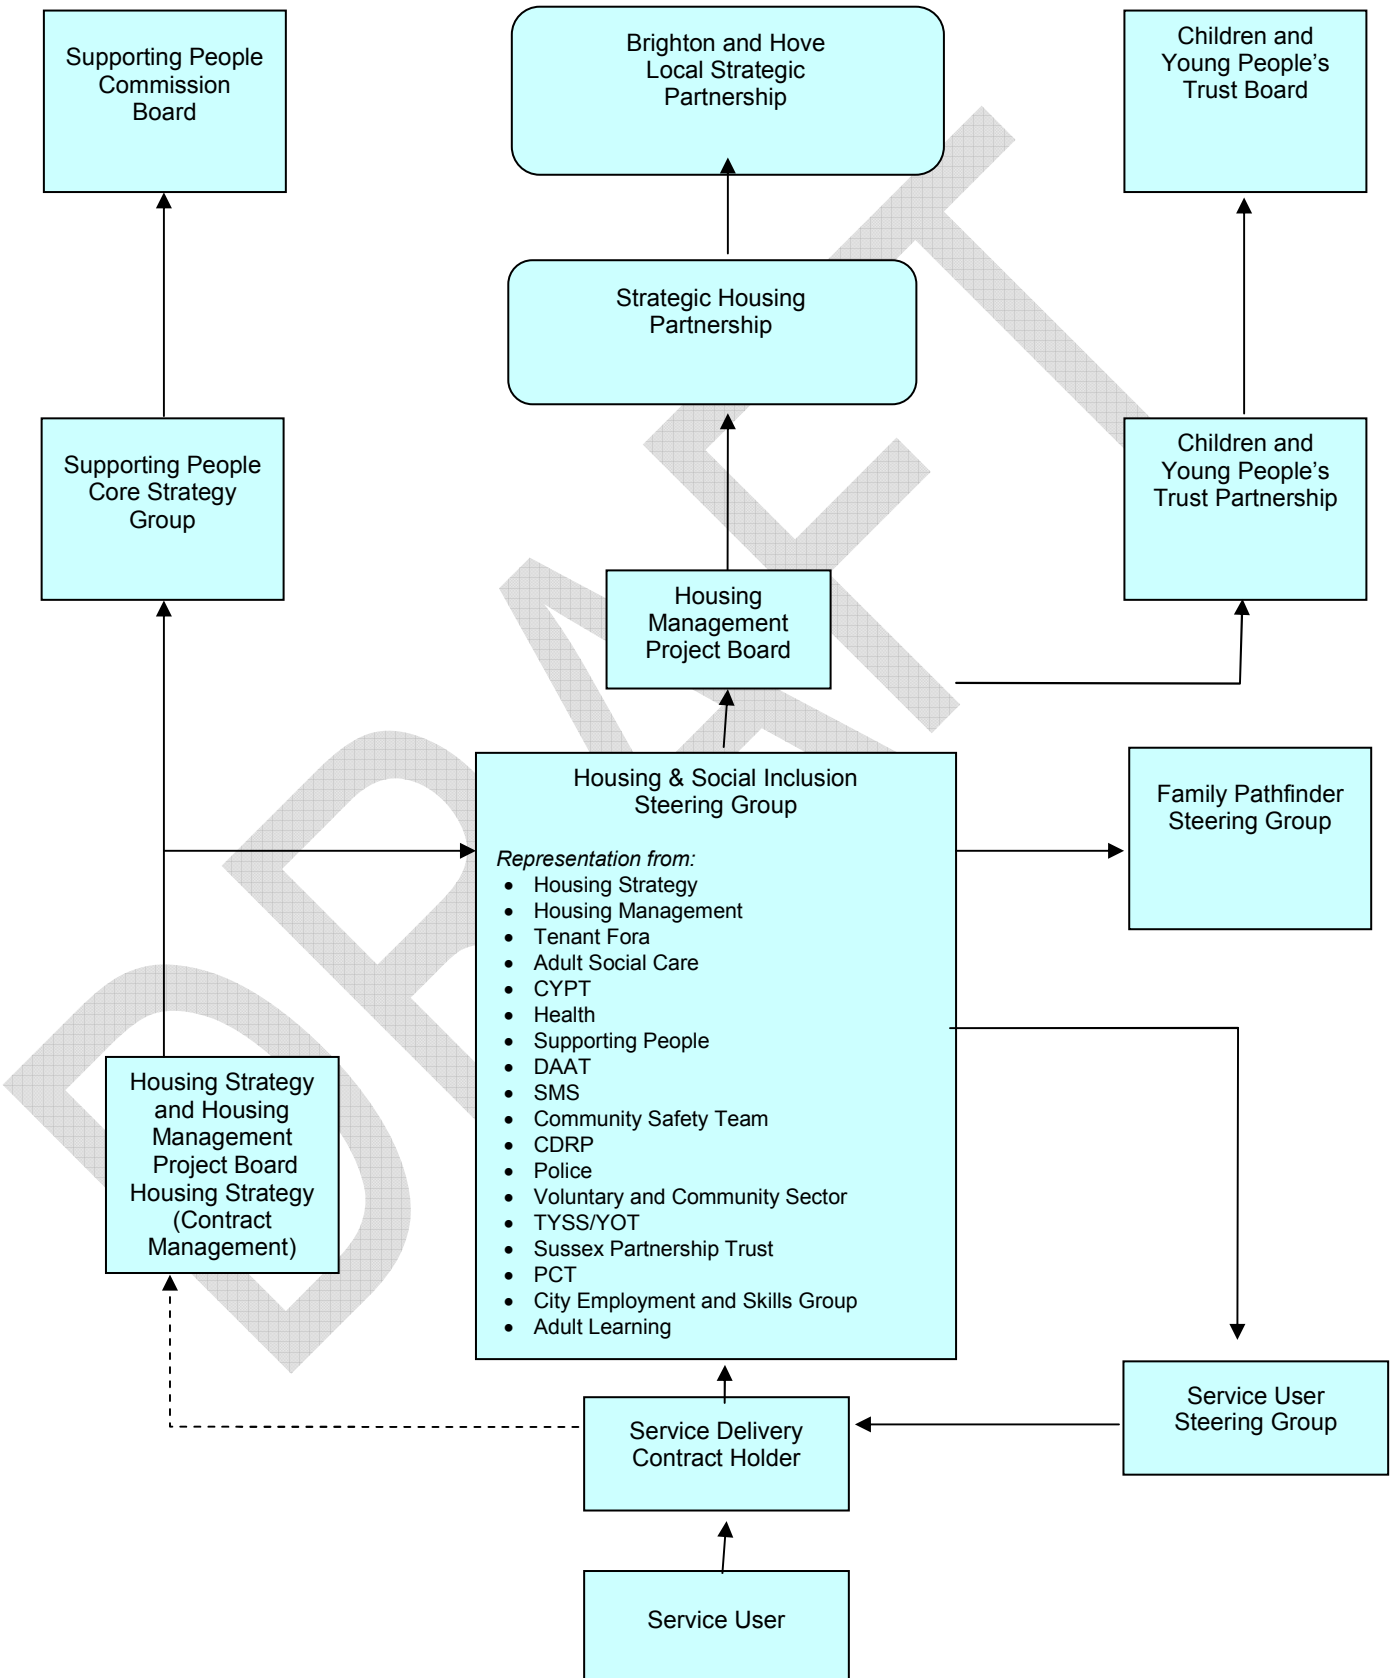 Supporting People
Commission
Board
Brighton and Hove
Local Strategic
Partnership
Children and
Young People's
Trust Board
Strategic Housing
Partnership
Supporting People
Core Strategy
Group
Children and
Young People's
Trust Partnership
Housing
Management
Project Board
Housing & Social Inclusion
Steering Group
Representation from:
• Housing Strategy
• Housing Management
• Tenant Fora
• Adult Social Care
• CYPT
• Health
• Supporting People
• DAAT
• SMS
• Community Safety Team
• CDRP
• Police
• Voluntary and Community Sector
• TYSS/YOT
• Sussex Partnership Trust
• PCT
• City Employment and Skills Group
• Adult Learning
Family Pathfinder
Steering Group
Housing Strategy
and Housing
Management
Project Board
Housing Strategy
(Contract
Management)
Service Delivery
Contract Holder
Service User
Steering Group
Service User
DRAFT